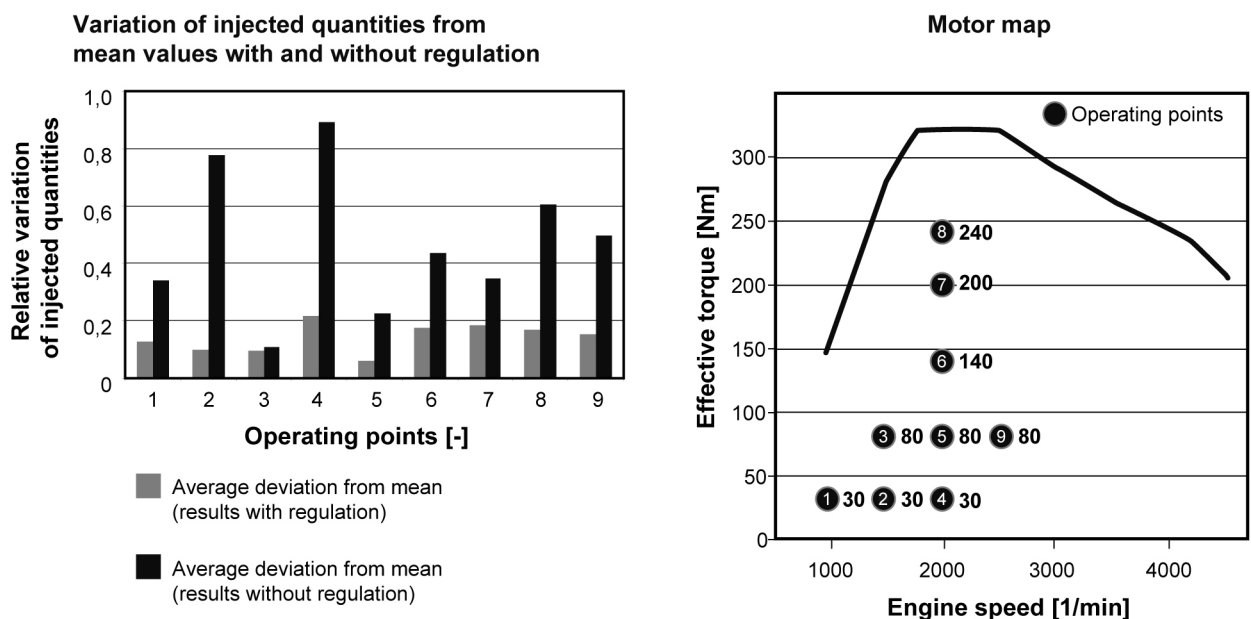 Variation of injected quantities from
mean values with and without regulation
Relative variation
of injected quantities
1,0
0,8
0,6
0,4
0,2
0
1 2 3 4 5 6 7 8 9
Operating points [-]
Average deviation from mean
(results with regulation)
Average deviation from mean
(results without regulation)
Motor map
Operating points
Effective torque [Nm]
300
250
200
150
100
50
0
8 240
7 200
6 140
3 80 5 80 9 80
1 30 2 30 4 30
1000 2000 3000 4000
Engine speed [1/min]